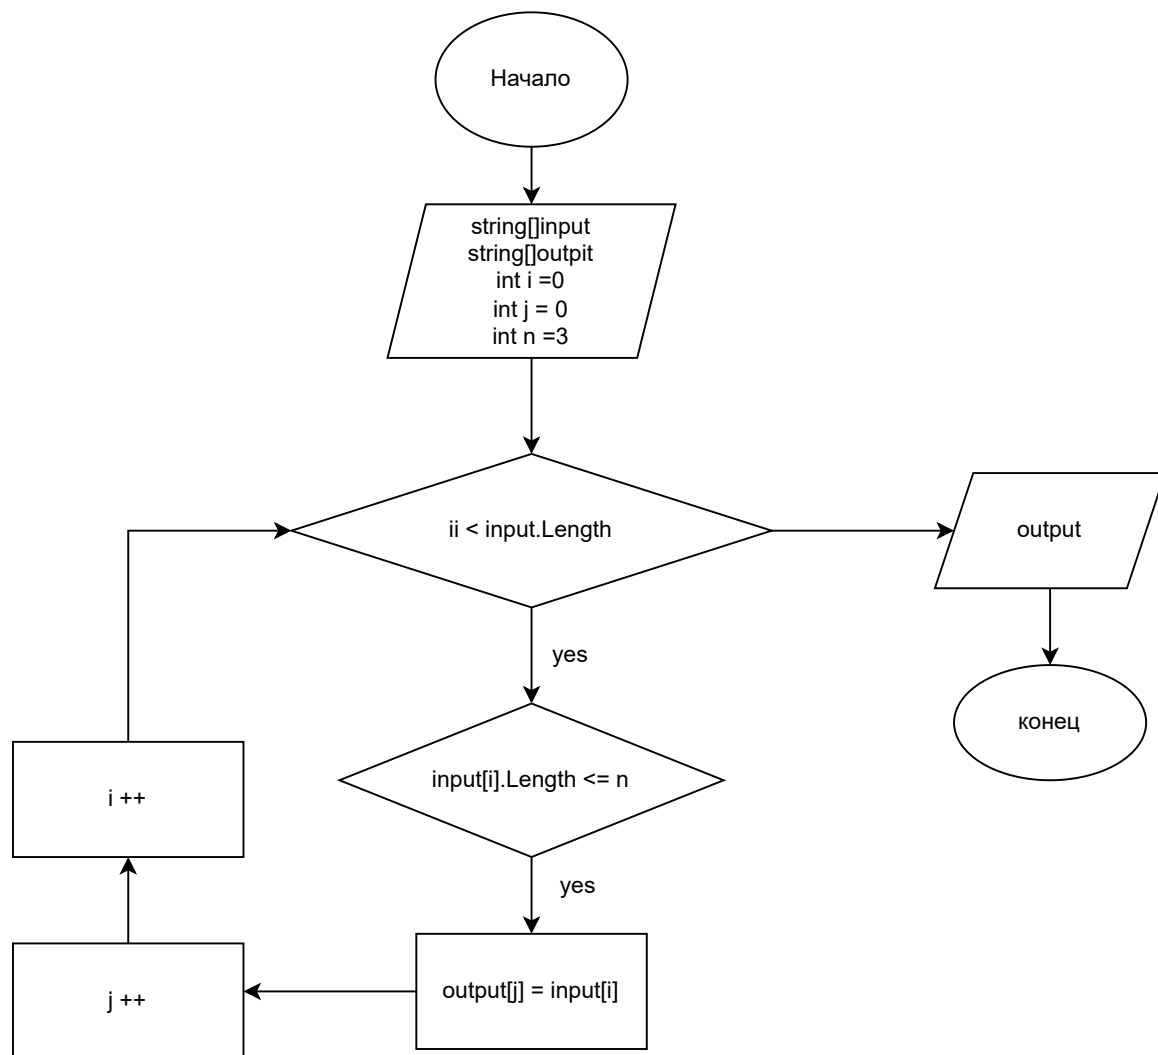 Начало
string[]input
string[]outpit
int i =0
int j = 0
int n =3
ii < input.Length
output
yes
конец
input[i].Length <= n
i ++
yes
output[j] = input[i]
j ++